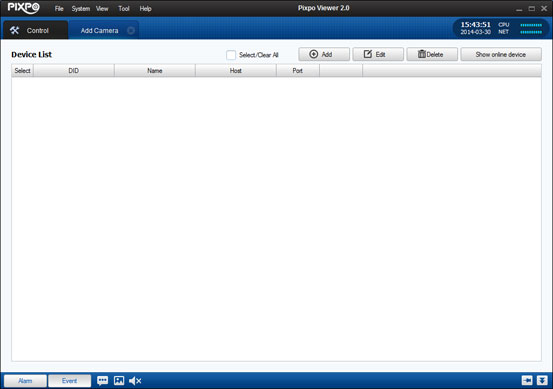 PIXPO File System View Tool Help Pixpo Viewer 2.0
Control Add Camera 15:43:51 CPU
2014-03-30 NET
Device List Select/Clear All Add Edit Delete Show online device
Select DID Name Host Port
Alarm Event